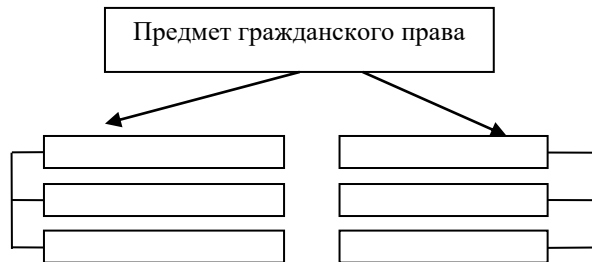 Предмет гражданского права